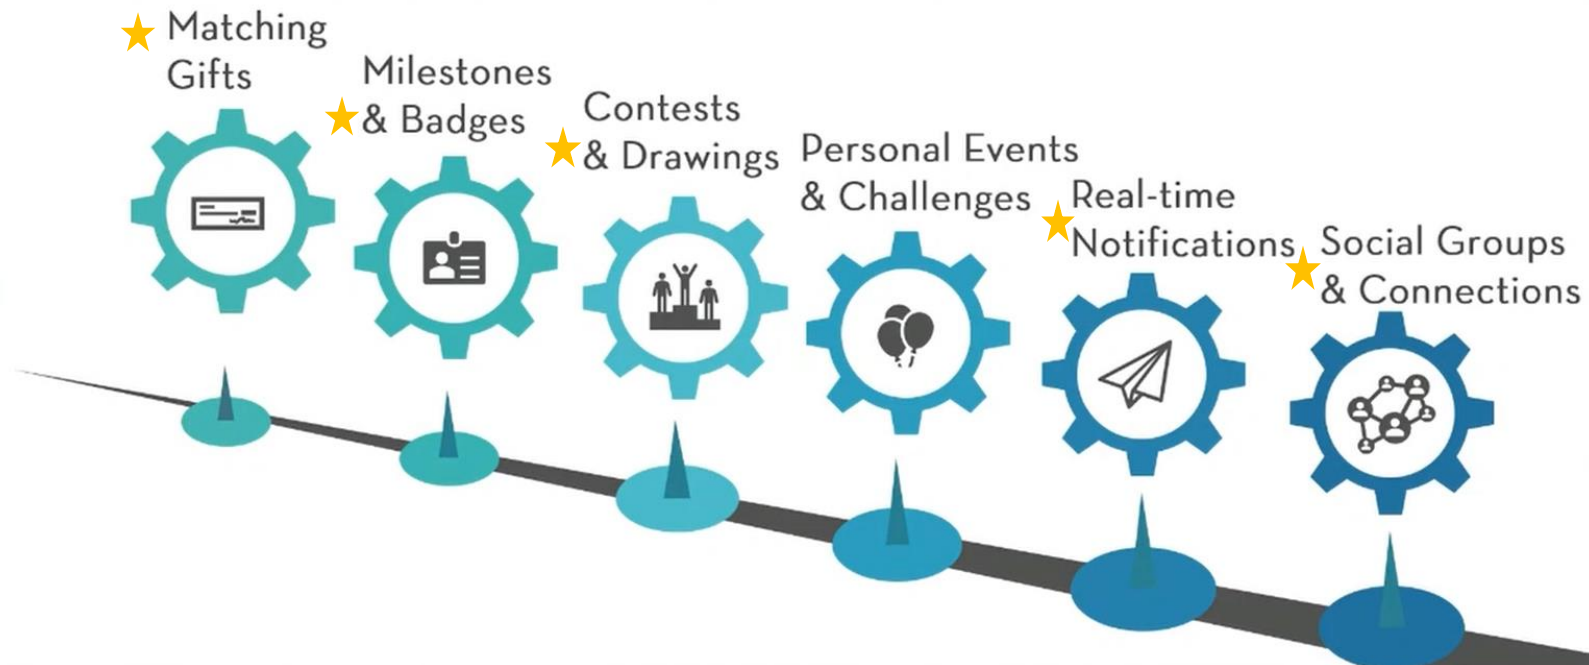 Matching
Gifts
Milestones
& Badges
Contests
& Drawings
Personal Events
& Challenges
Real-time
Notifications
Social Groups
& Connections